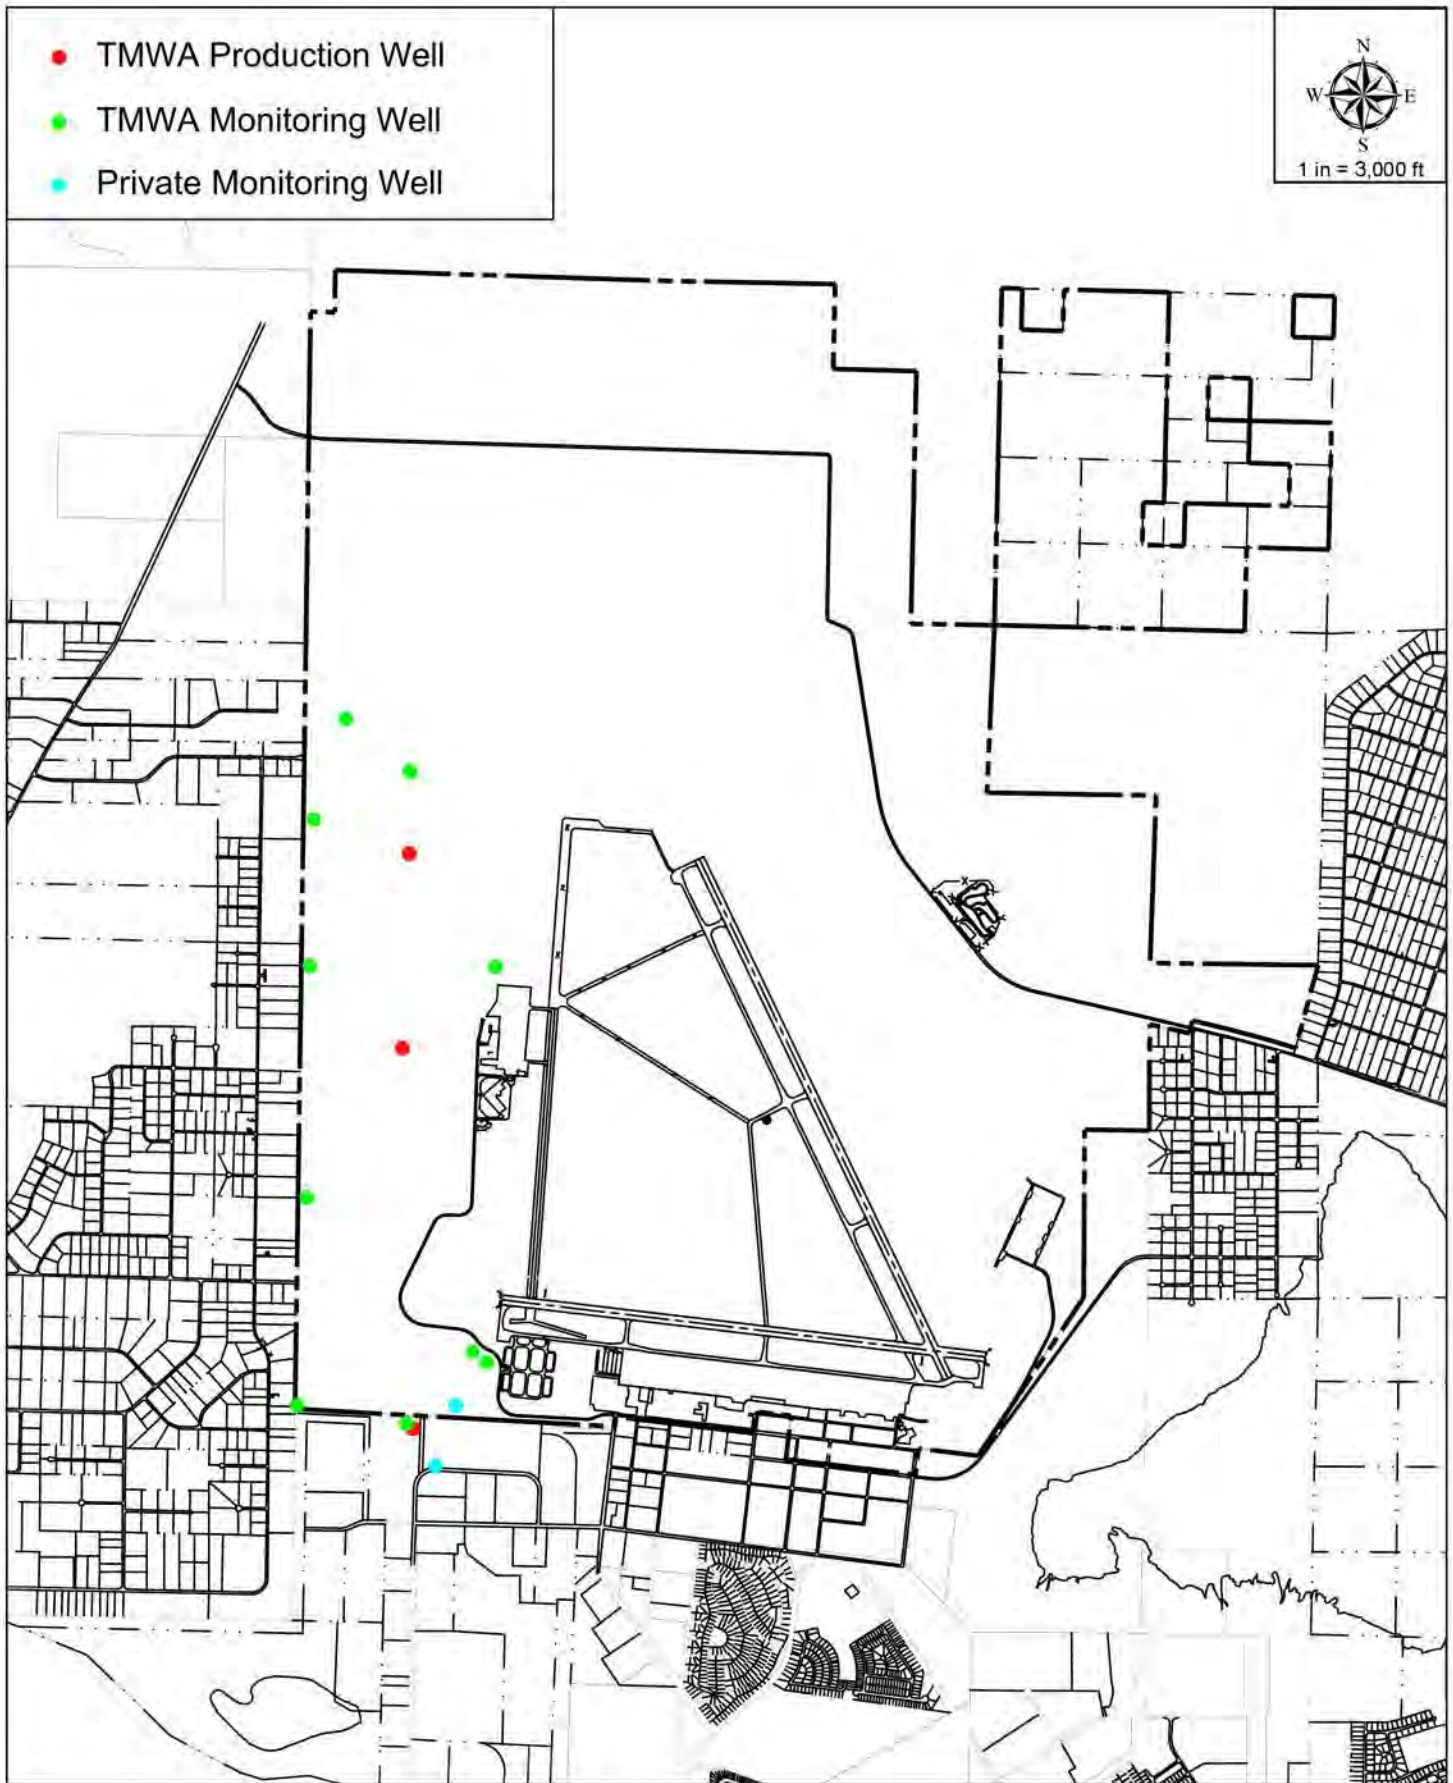 TMWA Production Well
TMWA Monitoring Well
Private Monitoring Well
N
W E
S
1 in = 3,000 ft